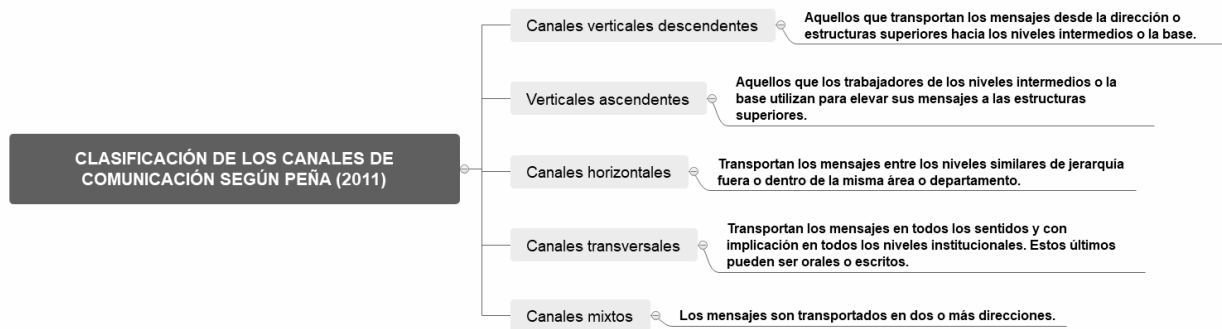 Canales verticales descendentes
Aquellos que transportan los mensajes desde la dirección o
estructuras superiores hacia los niveles intermedios o la base.
Verticales ascendentes
Aquellos que los trabajadores de los niveles intermedios o la
base utilizan para elevar sus mensajes a las estructuras
superiores.
CLASIFICACIÓN DE LOS CANALES DE
COMUNICACIÓN SEGÚN PEÑA (2011)
Canales horizontales
Transportan los mensajes entre los niveles similares de jerarquía
fuera o dentro de la misma área o departamento.
Canales transversales
Transportan los mensajes en todos los sentidos y con
implicación en todos los niveles institucionales. Estos últimos
pueden ser orales o escritos.
Canales mixtos
Los mensajes son transportados en dos o más direcciones.